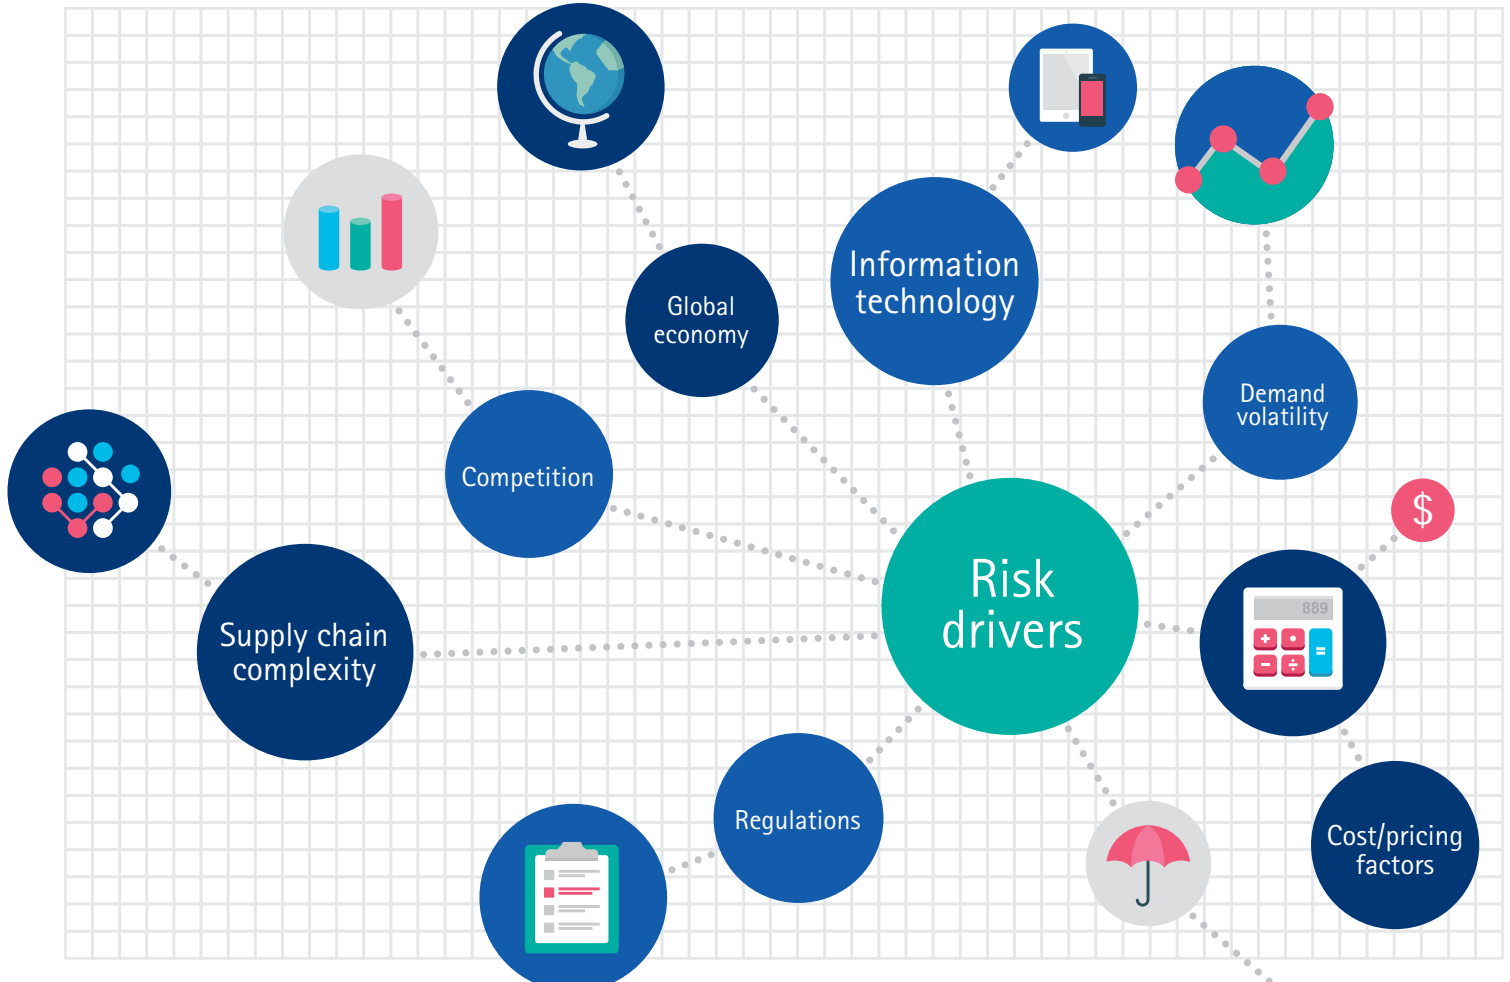 Information
technology
Global
economy
Demand
volatility
Competition
$
Risk
drivers
889
+
•
=
−
÷
Supply chain
complexity
Regulations
Cost/pricing
factors